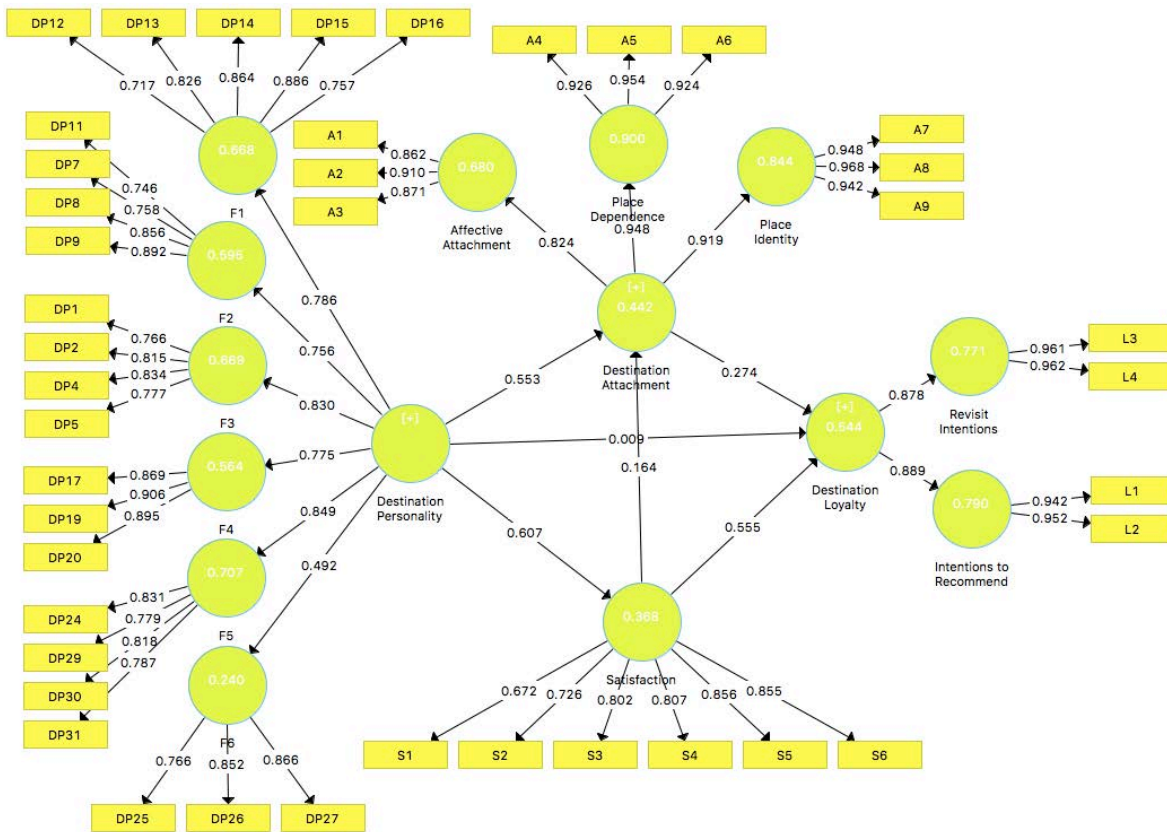 DP12 DP13 DP14 DP15 DP16
0.717 0.826 0.864 0.886 0.757
0.668
F1
DP11
DP7
DP8
DP9
0.746
0.758
0.856
0.892
0.595
F2
DP1
DP2
DP4
DP5
0.766
0.815
0.834
0.777
0.689
F3
DP17
DP19
DP20
0.869
0.906
0.895
0.564
F4
DP24
DP29
DP30
DP31
0.831
0.779
0.818
0.787
0.707
F5
0.240
F6
0.766 0.852 0.866
DP25 DP26 DP27
0.786
0.756
0.830
0.775
0.849
0.492
[+]
Destination
Personality
A1
A2
A3
0.862
0.910
0.871
0.680
Affective
Attachment
A4 A5 A6
0.926 0.954 0.924
0.900
Place
Dependence
A7
A8
A9
0.948
0.968
0.942
0.844
Place
Identity
0.824
0.948
0.919
[+]
0.442
Destination
Attachment
0.553
0.274
0.009
0.164
0.607
0.555
[+]
0.544
Destination
Loyalty
0.878
0.889
0.771
Revisit
Intentions
0.961
0.962
L3
L4
0.790
Intentions to
Recommend
0.942
0.952
L1
L2
0.368
Satisfaction
0.672 0.726 0.802 0.807 0.856 0.855
S1 S2 S3 S4 S5 S6